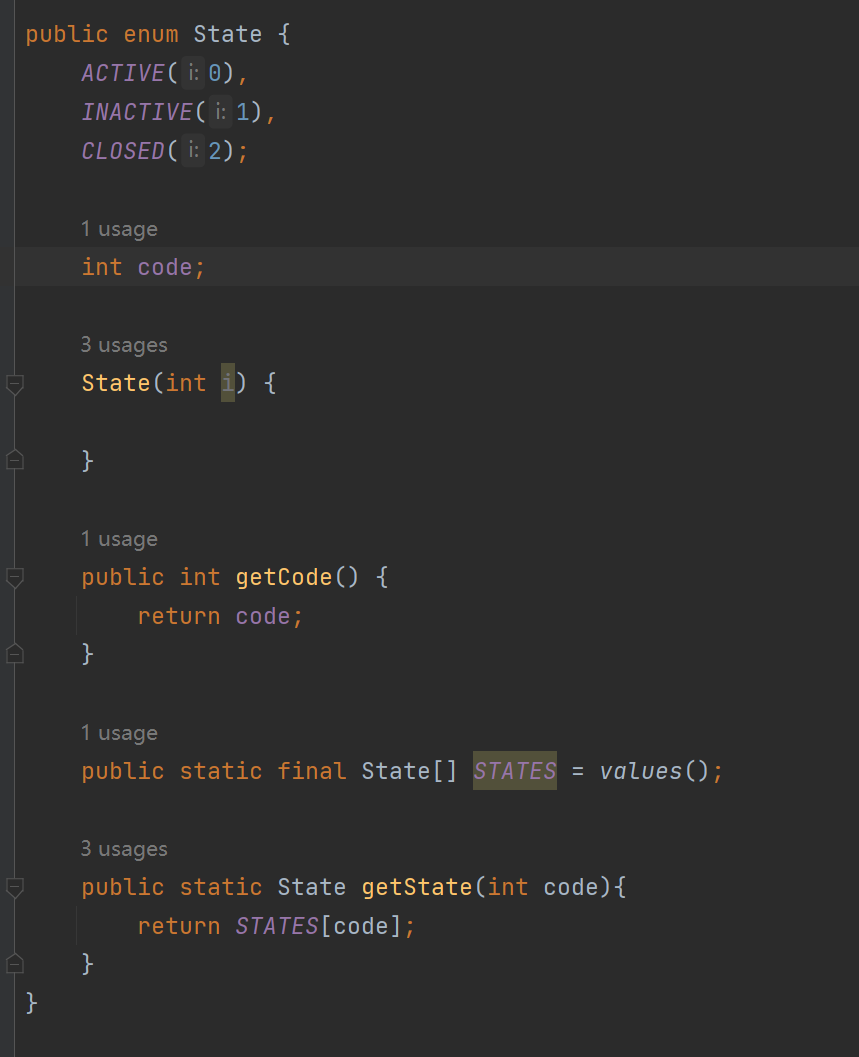 public enum State {
ACTIVE( i: 0),
INACTIVE( i: 1),
CLOSED( i: 2);
1 usage
int code;
3 usages
State(int i) {
}
1 usage
public int getCode() {
return code;
}
1 usage
public static final State[] STATES = values();
3 usages
public static State getState(int code){
return STATES[code];
}
}